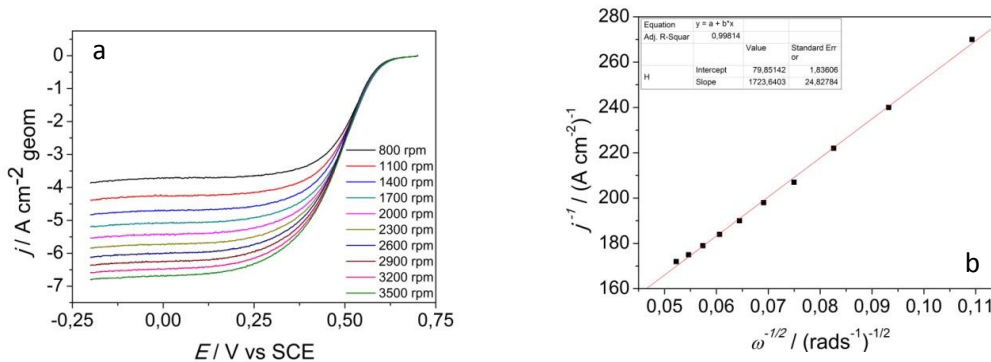 a
0
-1
-2
-3
-4
-5
-6
-7
j / A cm-2 geom
-0,25 0,00 0,25 0,50 0,75
E / V vs SCE
800 rpm
1100 rpm
1400 rpm
1700 rpm
2000 rpm
2300 rpm
2600 rpm
2900 rpm
3200 rpm
3500 rpm
280
260
240
220
200
180
160
j-1 / (A cm-2)-1
Equation y = a + b*x
Adj. R-Squar 0,99814
Value Standard Err
or
H
Intercept 79,85142 1,83606
Slope 1723,6403 24,82784
b
0,05 0,06 0,07 0,08 0,09 0,10 0,11
ω-1/2 / (rads-1)-1/2